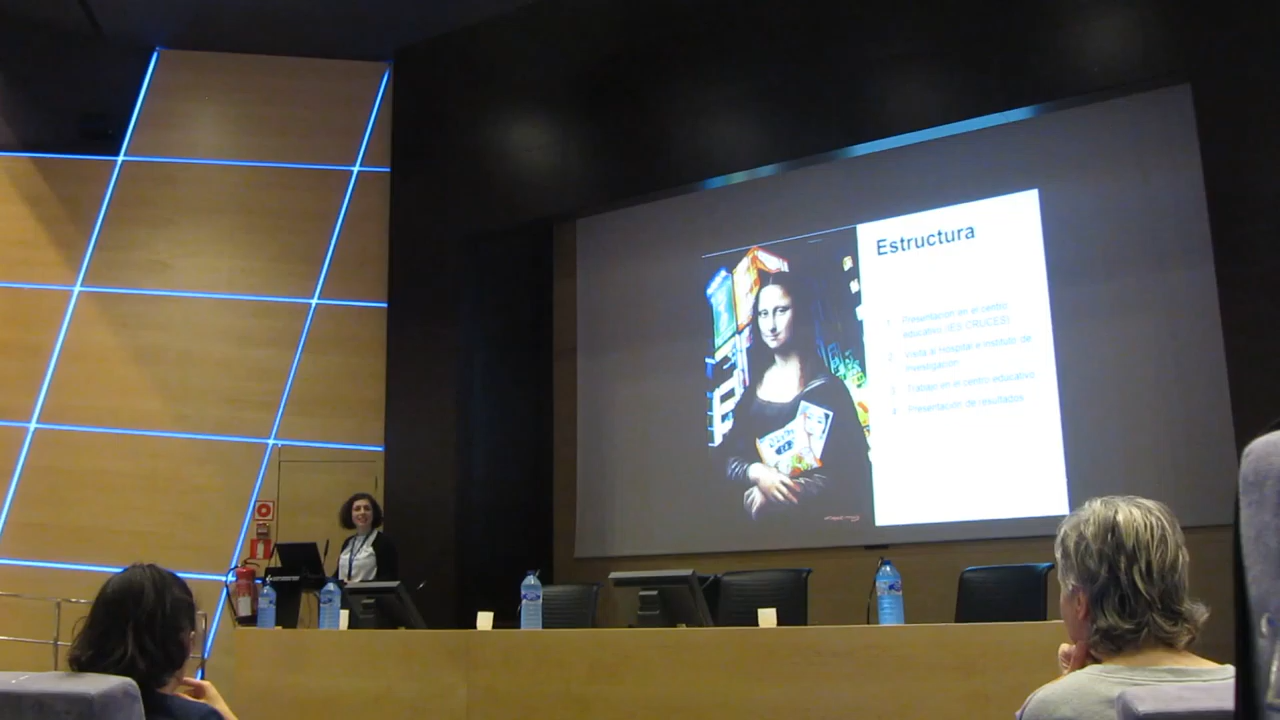 Estructura
1. Presentación en el centro
educativo (IES CRUCES)
2. Visita al Hospital e Instituto de
Investigación
3. Trabajo en el centro educativo
4. Presentación de resultados